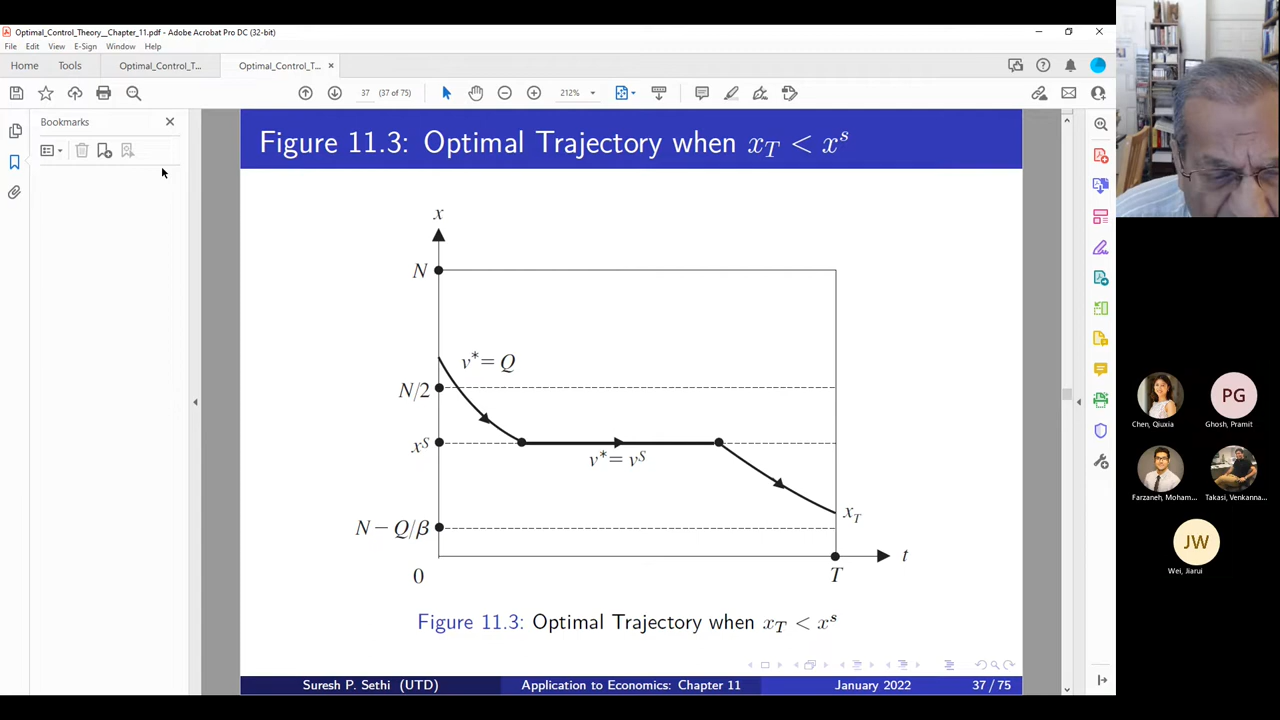 Optimal_Control_Theory__Chapter_11.pdf - Adobe Acrobat Pro DC (32-bit)
File Edit View E-Sign Window Help
Home Tools Optimal_Control_T... Optimal_Control_T... ×
37 (37 of 75) 212%
Bookmarks
Figure 11.3: Optimal Trajectory when x_T < x^s
x
N
v* = Q
N/2
x^S
v* = v^S
x_T
N − Q/β
t
0
T
Figure 11.3: Optimal Trajectory when x_T < x^s
Suresh P. Sethi (UTD) Application to Economics: Chapter 11 January 2022 37 / 75
PG
Chen, Qiuxia Ghosh, Pramit
Farzaneh, Moham... Takasi, Venkanna...
JW
Wei, Jiarui